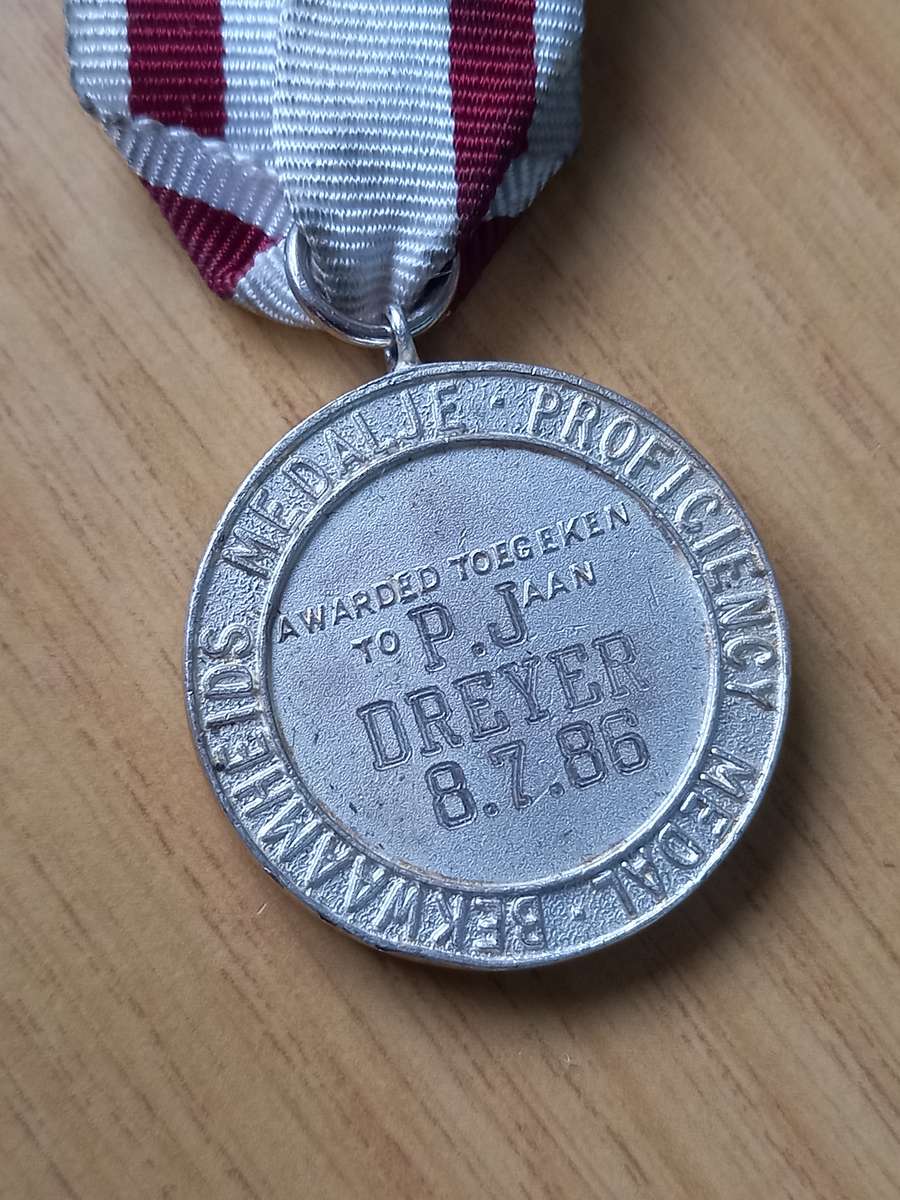 PROFICIENCY MEDAL · BEKWAAMHEIDS MEDALJE ·
AWARDED TOEGEKEN
TO AAN
P.J
DREYER
8.7.86